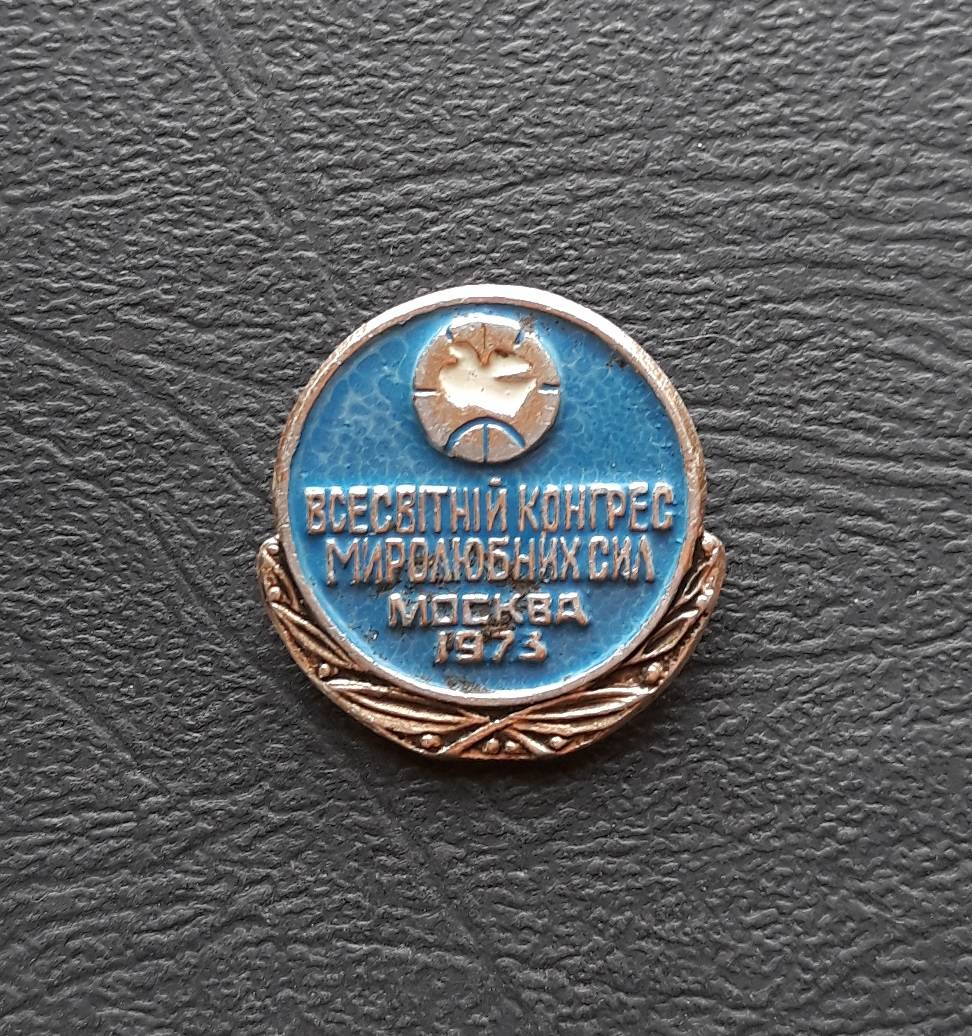 ВСЕСВІТНІЙ КОНГРЕС
МИРОЛЮБНИХ СИЛ
МОСКВА
1973